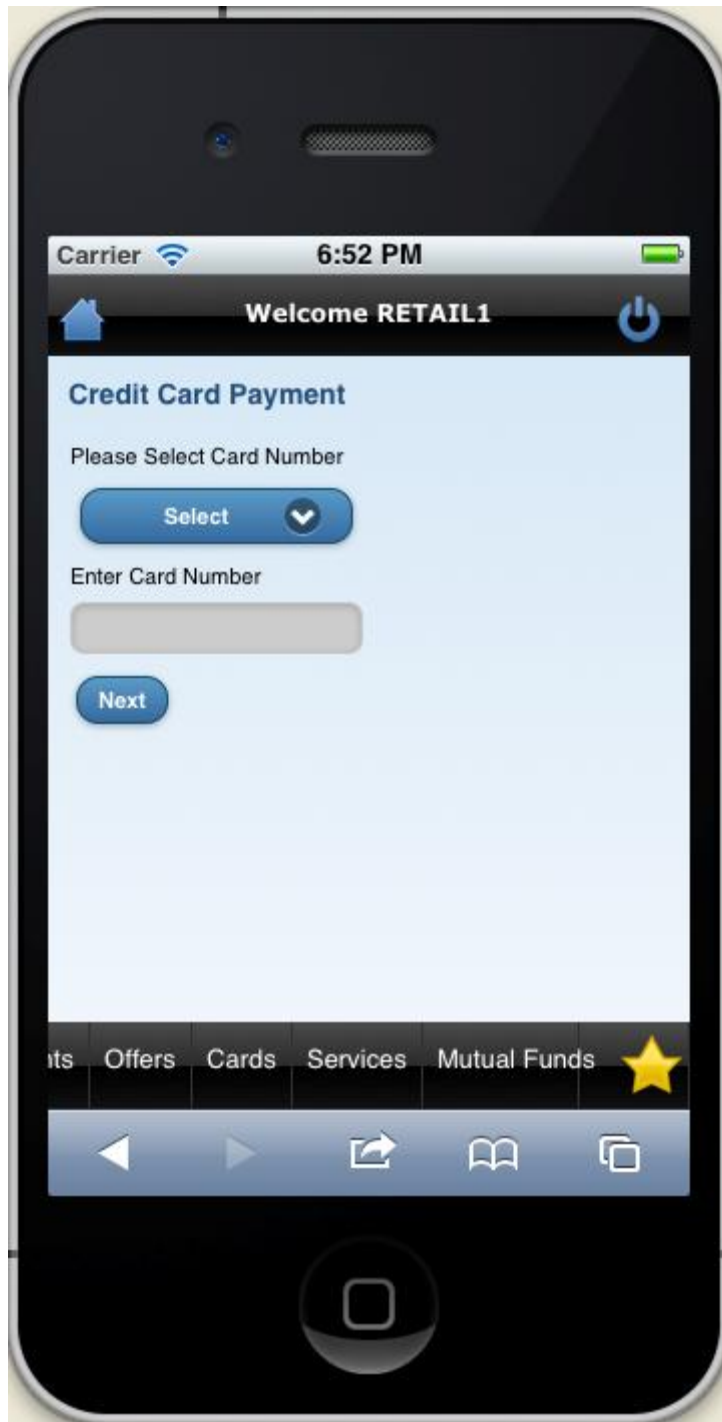 Carrier 6:52 PM
Welcome RETAIL1
Credit Card Payment
Please Select Card Number
Select
Enter Card Number
Next
nts Offers Cards Services Mutual Funds